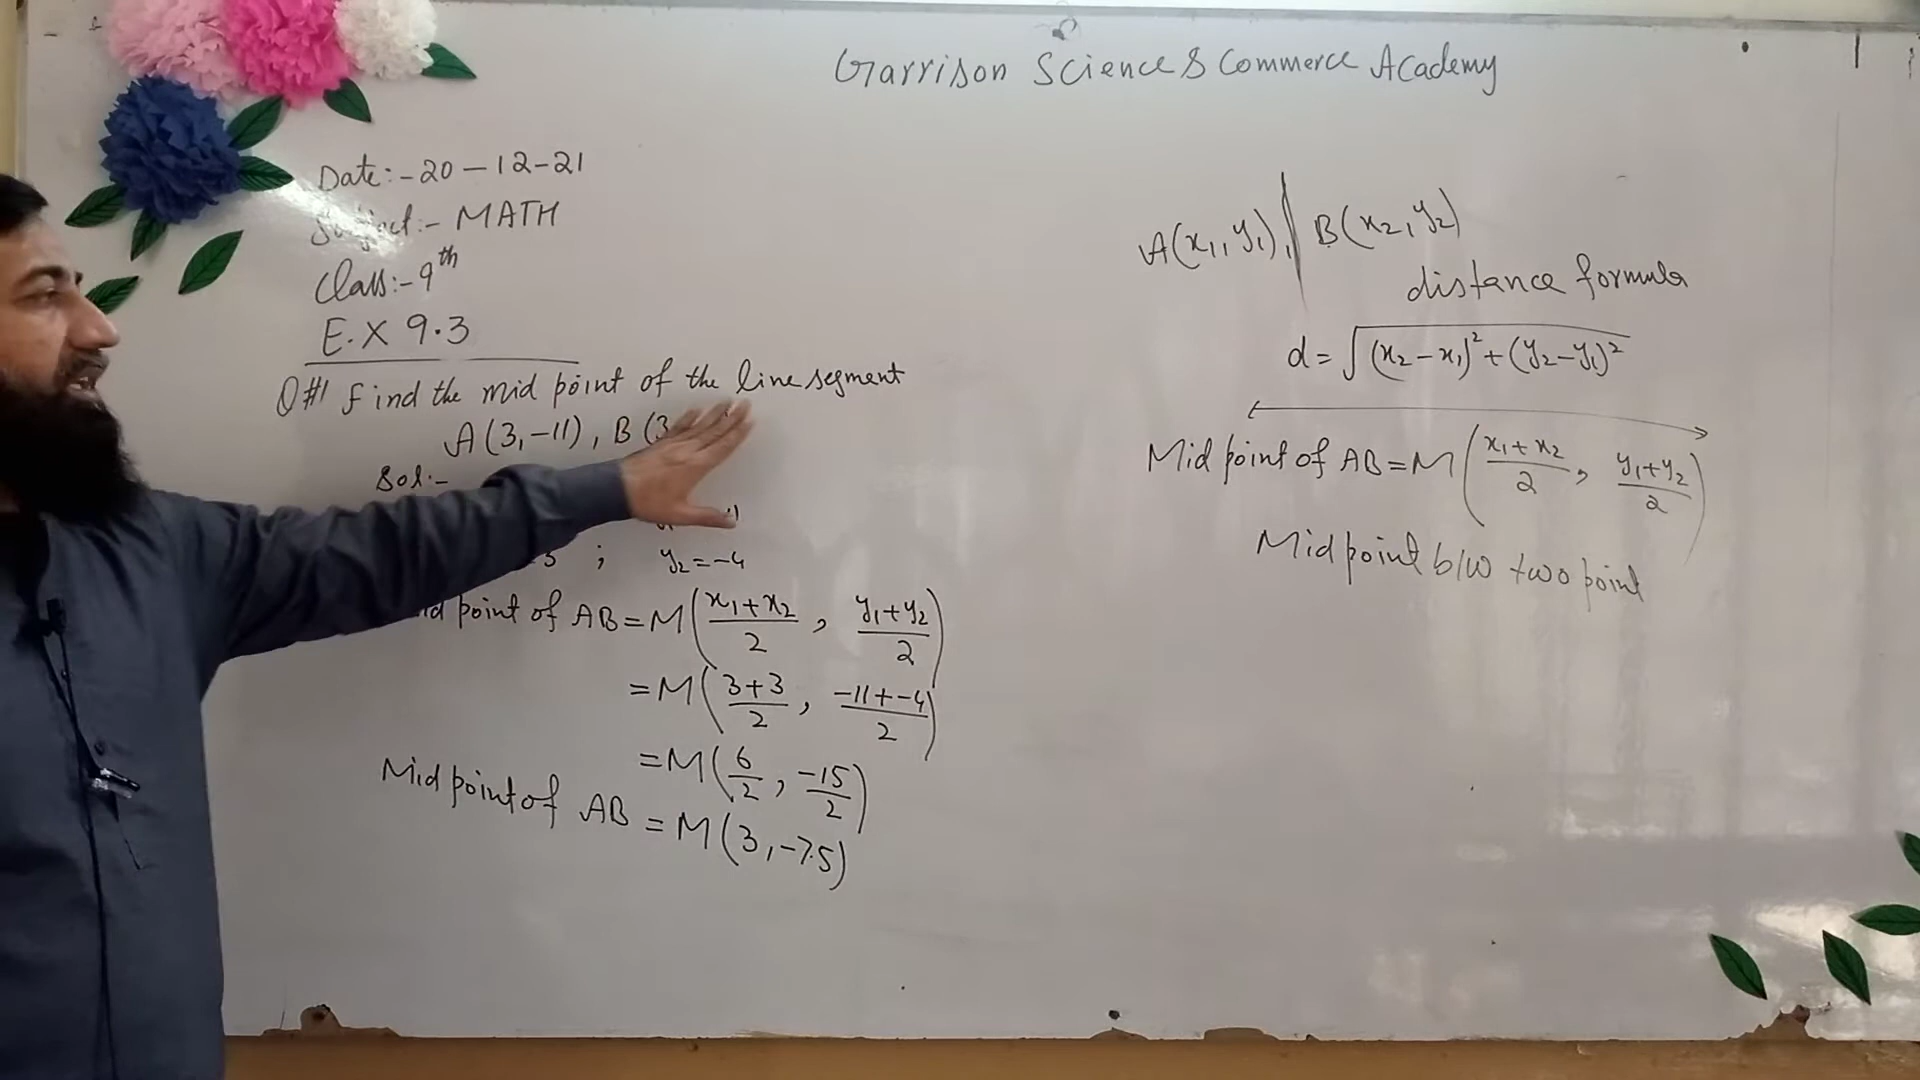 Garrison Science & Commerce Academy
Date:- 20-12-21
Subject:- MATH
Class:- 9th
E.X 9.3
Q#1 Find the mid point of the line segment
A(3,-11), B(3
Sol:-
3 ; y₂=-4
point of AB=M(x₁+x₂/2, y₁+y₂/2)
=M(3+3/2, -11+-4/2)
=M(6/2, -15/2)
Mid point of AB =M(3,-7.5)
A(x₁,y₁), B(x₂,y₂)
distance formula
d=√(x₂-x₁)²+(y₂-y₁)²
Mid point of AB=M(x₁+x₂/2, y₁+y₂/2)
Mid point b/w two point